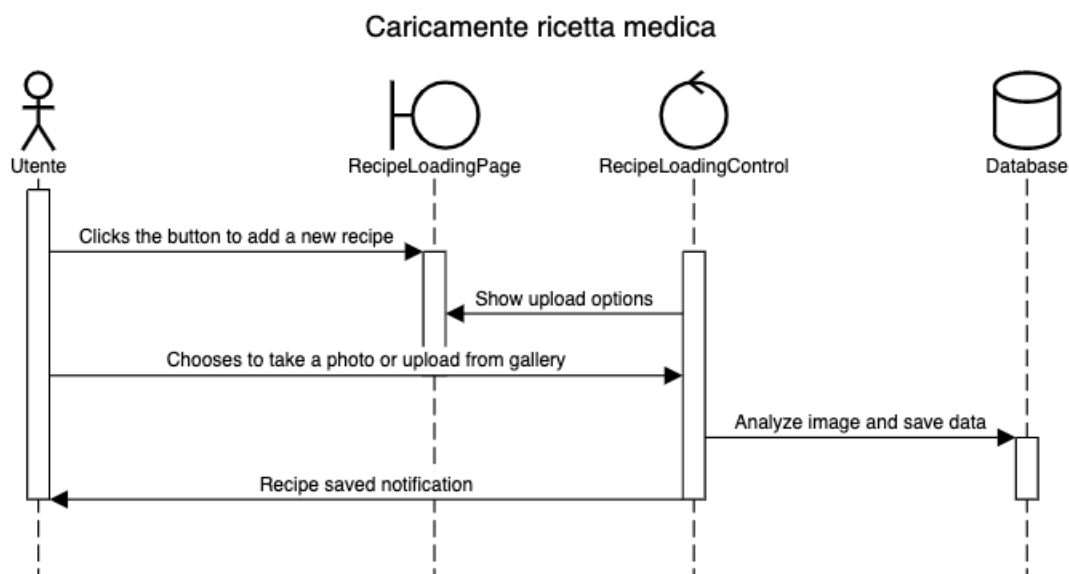 Caricamente ricetta medica
Utente
RecipeLoadingPage
RecipeLoadingControl
Database
Clicks the button to add a new recipe
Show upload options
Chooses to take a photo or upload from gallery
Analyze image and save data
Recipe saved notification